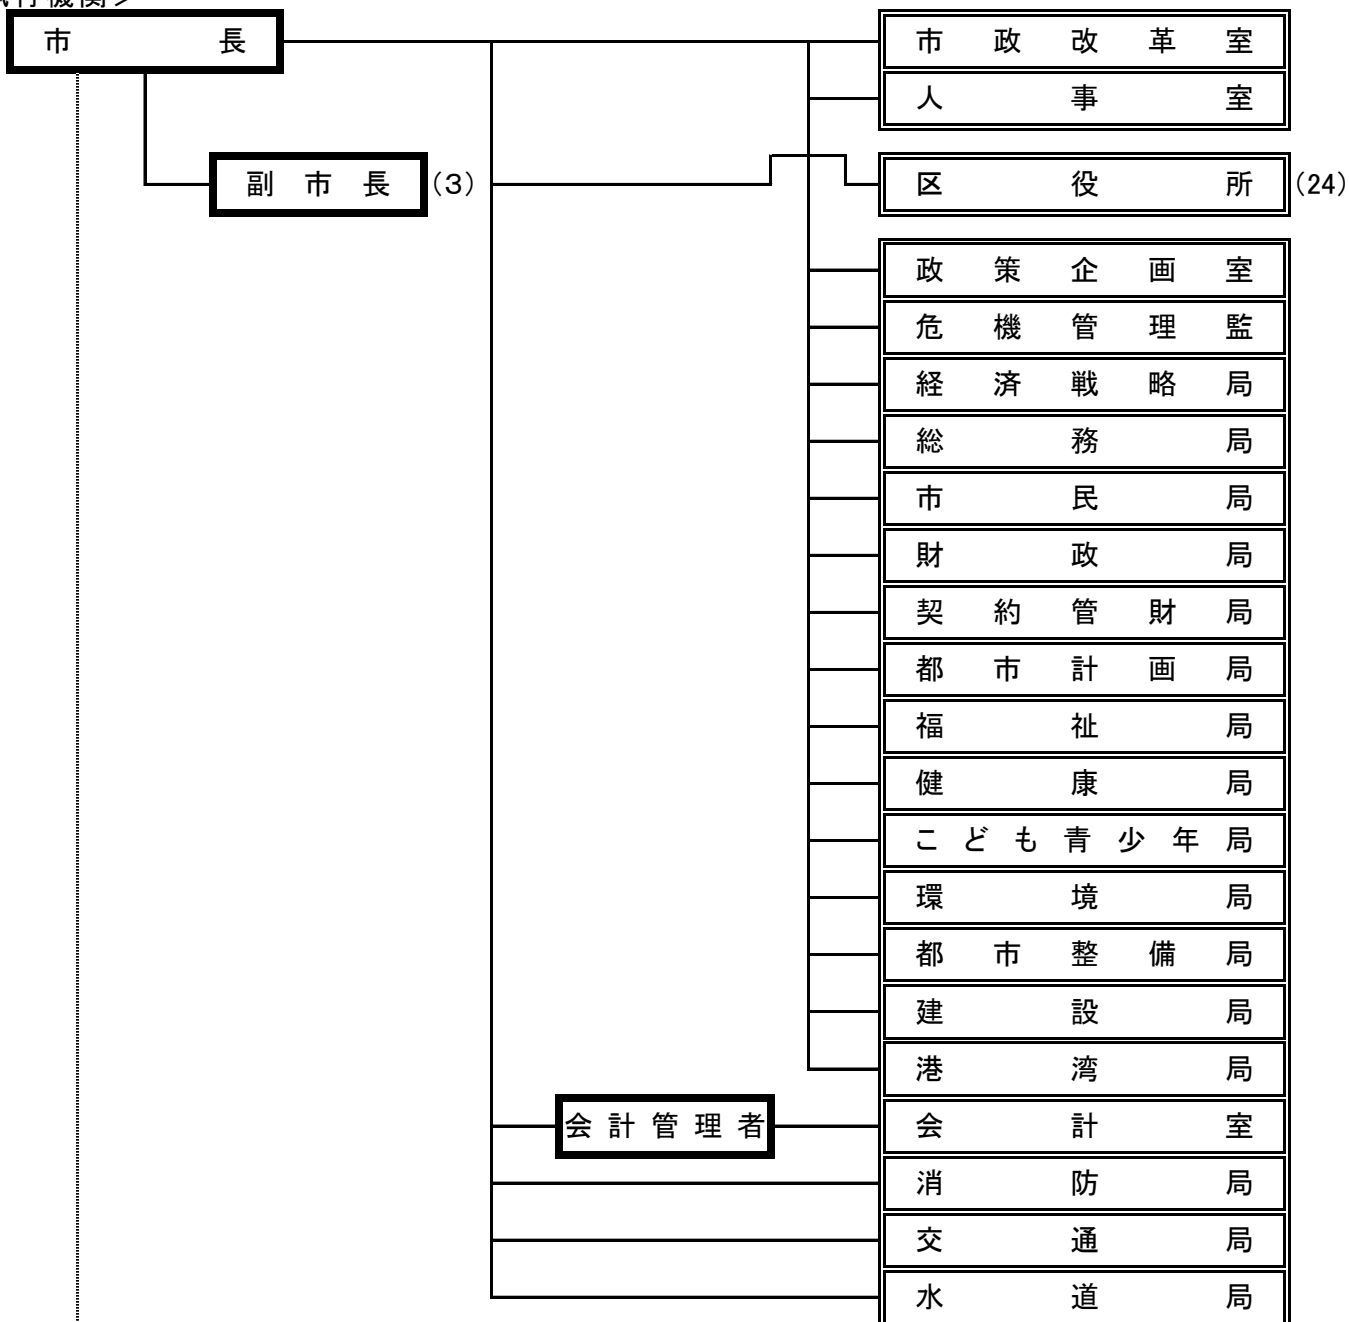 執行機関＞
市長
市政改革室
人事室
副市長（3）
区役所（24）
政策企画室
危機管理監
経済戦略局
総務局
市民局
財政局
契約管財局
都市計画局
福祉局
健康局
こども青少年局
環境局
都市整備局
建設局
港湾局
会計管理者
会計室
消防局
交通局
水道局